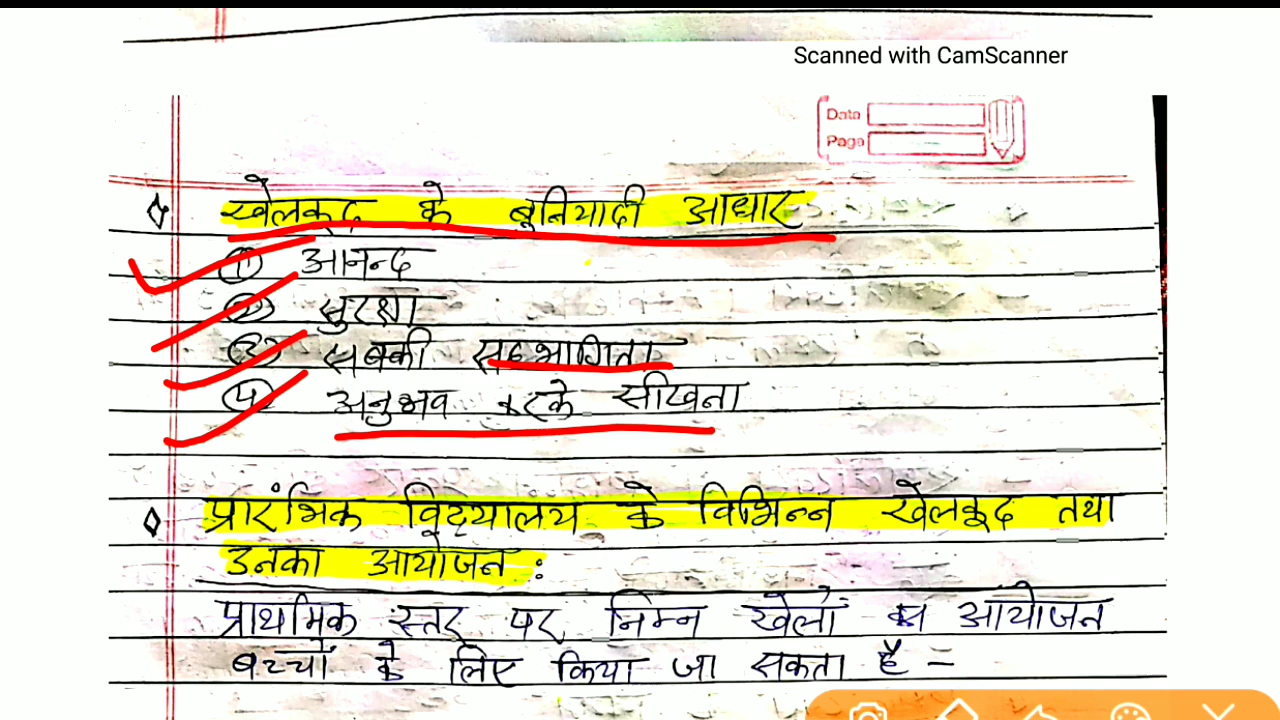 Scanned with CamScanner
Date
Page
खेलकूद के बुनियादी आधार
① आनन्द
② सुरक्षा
③ सबकी सहभागिता
④ अनुभव करके सीखना
प्रारंभिक विद्यालय के विभिन्न खेलकूद तथा
उनका आयोजन :
प्राथमिक स्तर पर निम्न खेलों का आयोजन
बच्चों के लिए किया जा सकता है –